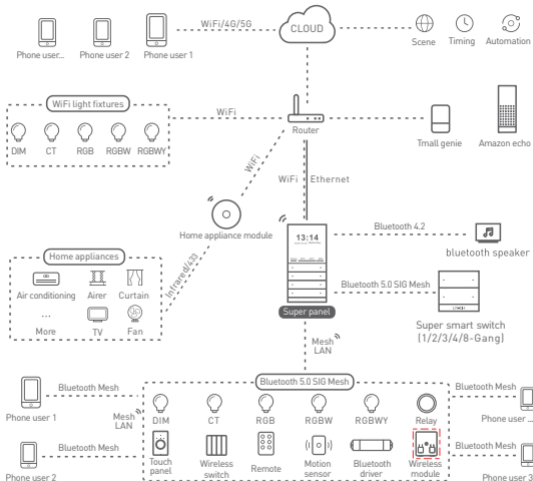 WiFi/4G/5G
CLOUD
Phone user...
Phone user 2
Phone user 1
Scene
Timing
Automation
WiFi light fixtures
WiFi
DIM
CT
RGB
RGBW
RGBWY
Router
Tmall genie
Amazon echo
WiFi
WiFi
Ethernet
Home appliance module
13:14
Bluetooth 4.2
bluetooth speaker
Home appliances
Infrared/433
Air conditioning
Airer
Curtain
...
More
TV
Fan
Bluetooth 5.0 SIG Mesh
Super panel
Super smart switch
(1/2/3/4/8-Gang)
Mesh
LAN
Bluetooth 5.0 SIG Mesh
Bluetooth Mesh
Phone user 1
Mesh
LAN
DIM
CT
RGB
RGBW
RGBWY
Relay
Bluetooth Mesh
Phone user ...
Bluetooth Mesh
Phone user 2
Touch
panel
Wireless
switch
Remote
Motion
sensor
Bluetooth
driver
Wireless
module
Bluetooth Mesh
Phone user 3